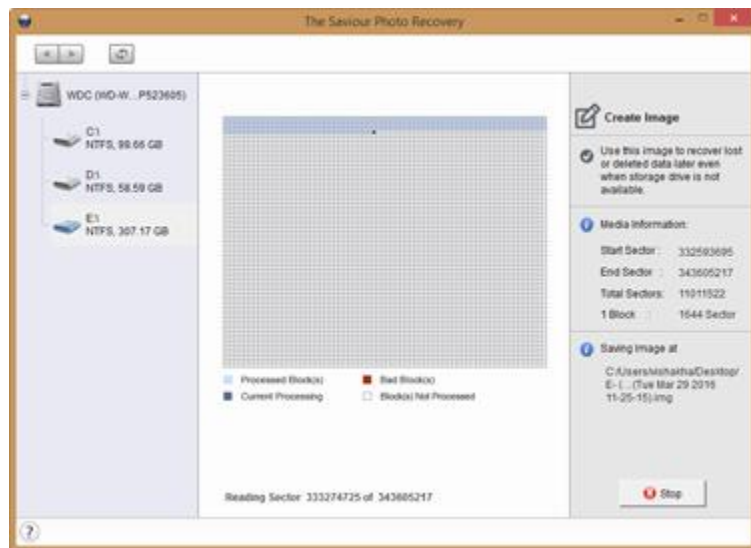 The Saviour Photo Recovery
WDC (WD-W...P523605)
C:\
NTFS, 99.66 GB
D:\
NTFS, 58.59 GB
E:\
NTFS, 307.17 GB
Processed Block(s)
Bad Block(s)
Current Processing
Block(s) Not Processed
Reading Sector 333274725 of 343605217
Create Image
Use this image to recover lost
or deleted data later even
when storage drive is not
available.
Media Information:
Start Sector : 332593695
End Sector : 343605217
Total Sectors: 11011522
1 Block : 1644 Sector
Saving Image at
C:/Users/vishakha/Desktop/
E- (...(Tue Mar 29 2016
11-25-15).img
Stop
?